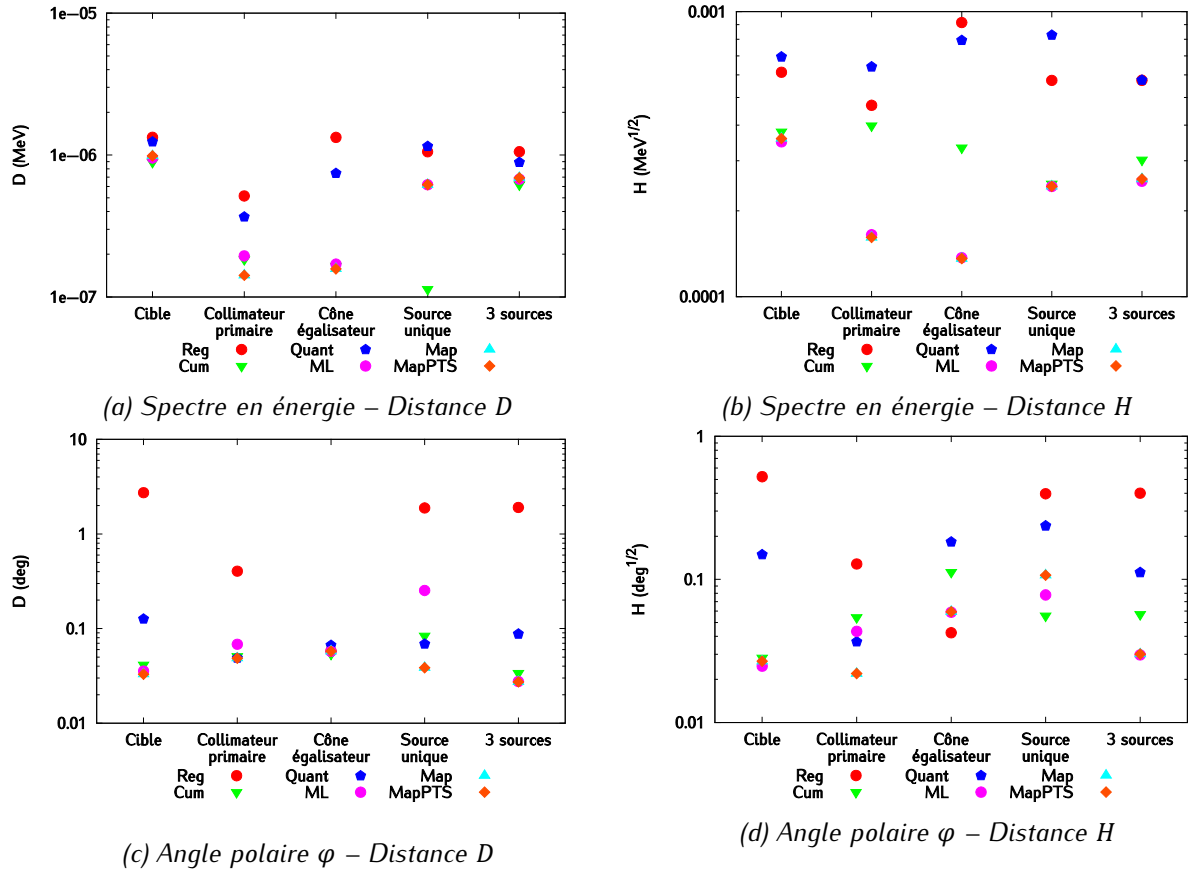 1e−05
1e−06
1e−07
D (MeV)
Cible
Collimateur
primaire
Cône
égalisateur
Source
unique
3 sources
Reg
Quant
Map
Cum
ML
MapPTS
(a) Spectre en énergie – Distance D
0.001
0.0001
H (MeV1/2)
Cible
Collimateur
primaire
Cône
égalisateur
Source
unique
3 sources
Reg
Quant
Map
Cum
ML
MapPTS
(b) Spectre en énergie – Distance H
10
1
0.1
0.01
D (deg)
Cible
Collimateur
primaire
Cône
égalisateur
Source
unique
3 sources
Reg
Quant
Map
Cum
ML
MapPTS
(c) Angle polaire φ – Distance D
1
0.1
0.01
H (deg1/2)
Cible
Collimateur
primaire
Cône
égalisateur
Source
unique
3 sources
Reg
Quant
Map
Cum
ML
MapPTS
(d) Angle polaire φ – Distance H